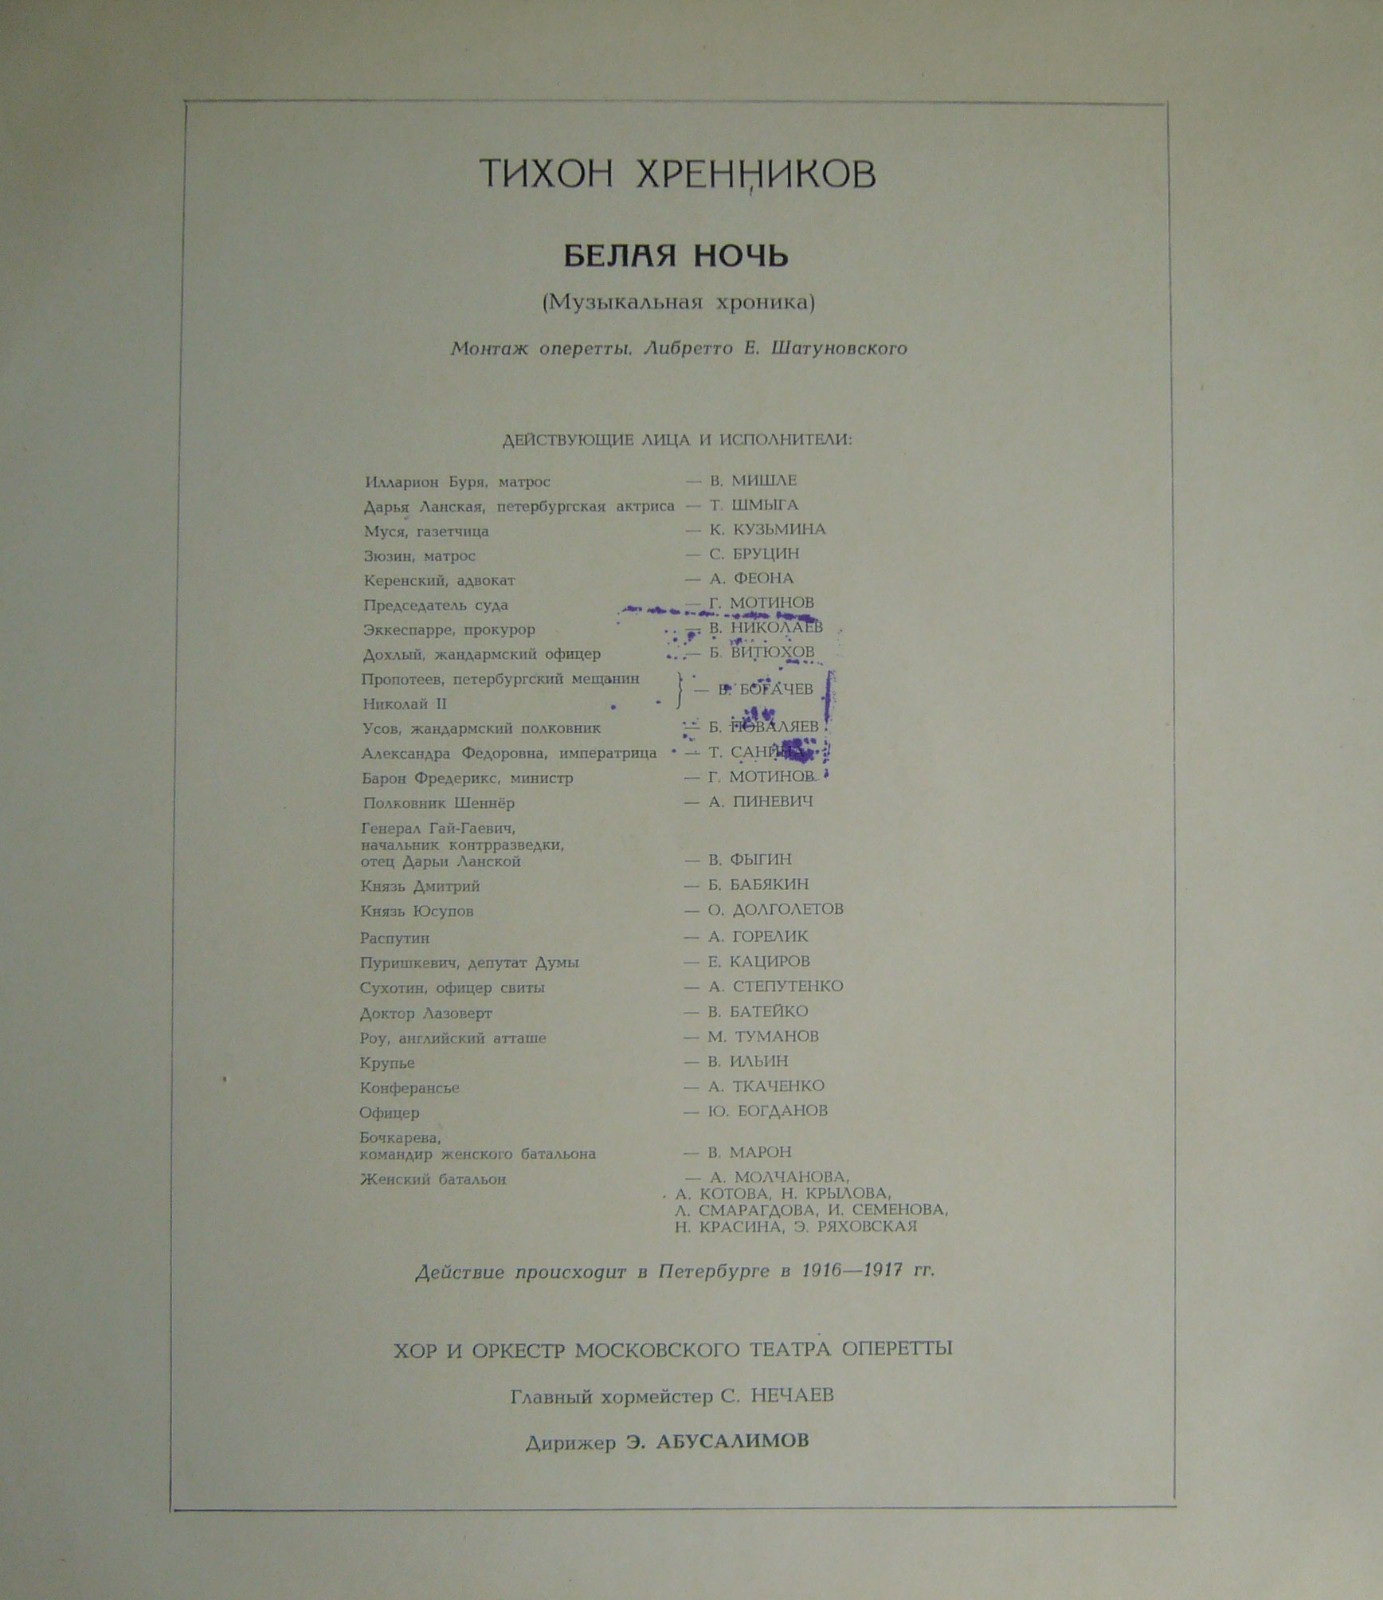 ТИХОН ХРЕННИКОВ
БЕЛАЯ НОЧЬ
(Музыкальная хроника)
Монтаж оперетты. Либретто Е. Шатуновского
ДЕЙСТВУЮЩИЕ ЛИЦА И ИСПОЛНИТЕЛИ:
Илларион Буря, матрос — В. МИШЛЕ
Дарья Ланская, петербургская актриса — Т. ШМЫГА
Муся, газетчица — К. КУЗЬМИНА
Зюзин, матрос — С. БРУЦИН
Керенский, адвокат — А. ФЕОНА
Председатель суда — Г. МОТИНОВ
Эккеспарре, прокурор — В. НИКОЛАЕВ
Дохлый, жандармский офицер — Б. ВИТЮХОВ
Пропотеев, петербургский мещанин
Николай II — БОГАЧЕВ
Усов, жандармский полковник — Б.
Александра Федоровна, императрица — Т.
Барон Фредерикс, министр — Г. МОТИНОВ
Полковник Шеннёр — А. ПИНЕВИЧ
Генерал Гай-Гаевич,
начальник контрразведки,
отец Дарьи Ланской — В. ФЫГИН
Князь Дмитрий — Б. БАБЯКИН
Князь Юсупов — О. ДОЛГОЛЕТОВ
Распутин — А. ГОРЕЛИК
Пуришкевич, депутат Думы — Е. КАЦИРОВ
Сухотин, офицер свиты — А. СТЕПУТЕНКО
Доктор Лазоверт — В. БАТЕЙКО
Роу, английский атташе — М. ТУМАНОВ
Крупье — В. ИЛЬИН
Конферансье — А. ТКАЧЕНКО
Офицер — Ю. БОГДАНОВ
Бочкарева,
командир женского батальона — В. МАРОН
Женский батальон — А. МОЛЧАНОВА,
А. КОТОВА, Н. КРЫЛОВА,
Л. СМАРАГДОВА, И. СЕМЕНОВА,
Н. КРАСИНА, Э. РЯХОВСКАЯ
Действие происходит в Петербурге в 1916—1917 гг.
ХОР И ОРКЕСТР МОСКОВСКОГО ТЕАТРА ОПЕРЕТТЫ
Главный хормейстер С. НЕЧАЕВ
Дирижер Э. АБУСАЛИМОВ